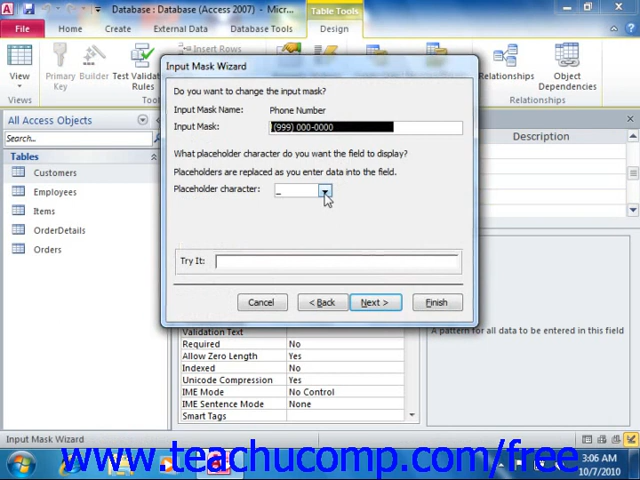 Database : Database (Access 2007) - Micr...
Table Tools
File
Home
Create
External Data
Database Tools
Design
View
Primary
Key
Builder
Test Validation
Rules
Insert Rows
Relationships
Object
Dependencies
Views
Relationships
Input Mask Wizard
Do you want to change the input mask?
Input Mask Name:
Phone Number
Input Mask:
!(999) 000-0000
What placeholder character do you want the field to display?
Placeholders are replaced as you enter data into the field.
Placeholder character:
_
Try It:
Cancel
< Back
Next >
Finish
All Access Objects
Search...
Tables
Customers
Employees
Items
OrderDetails
Orders
Description
Validation Text
Required No
Allow Zero Length Yes
Indexed No
Unicode Compression Yes
IME Mode No Control
IME Sentence Mode None
Smart Tags
A pattern for all data to be entered in this field
Input Mask Wizard
www.teachucomp.com/free
3:06 AM
10/7/2010